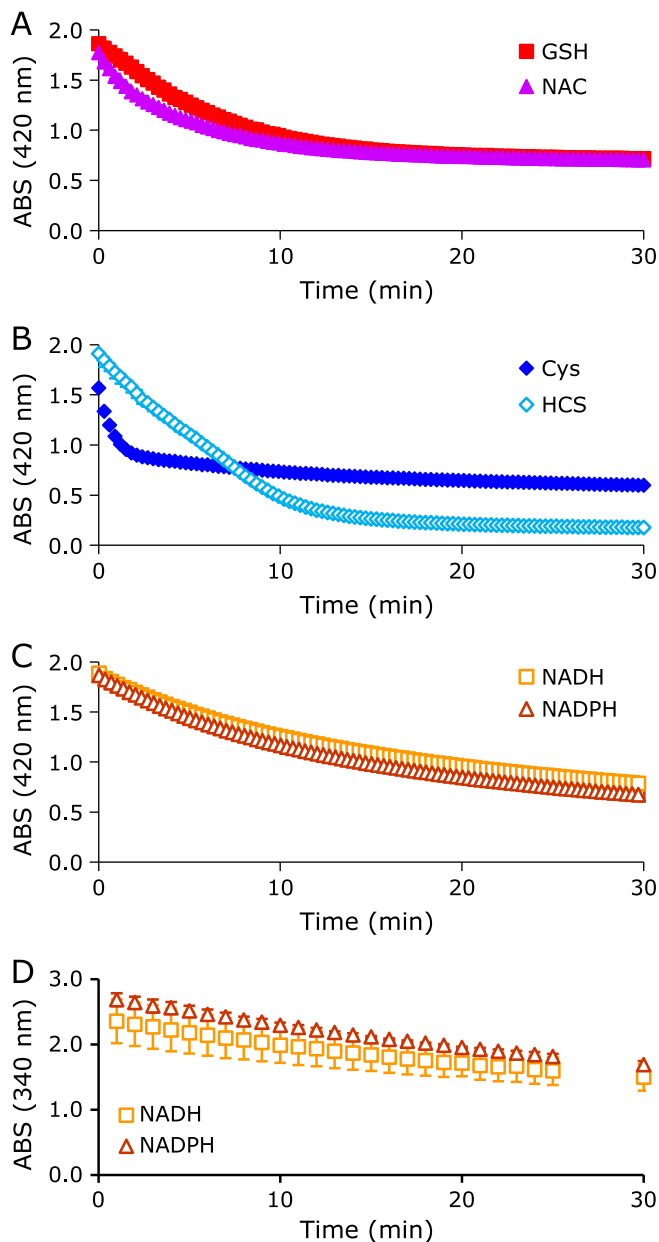 A
2.0
1.5
1.0
0.5
0.0
ABS (420 nm)
GSH
NAC
0 10 20 30
Time (min)
B
2.0
1.5
1.0
0.5
0.0
ABS (420 nm)
Cys
HCS
0 10 20 30
Time (min)
C
2.0
1.5
1.0
0.5
0.0
ABS (420 nm)
NADH
NADPH
0 10 20 30
Time (min)
D
3.0
2.0
1.0
0.0
ABS (340 nm)
NADH
NADPH
0 10 20 30
Time (min)